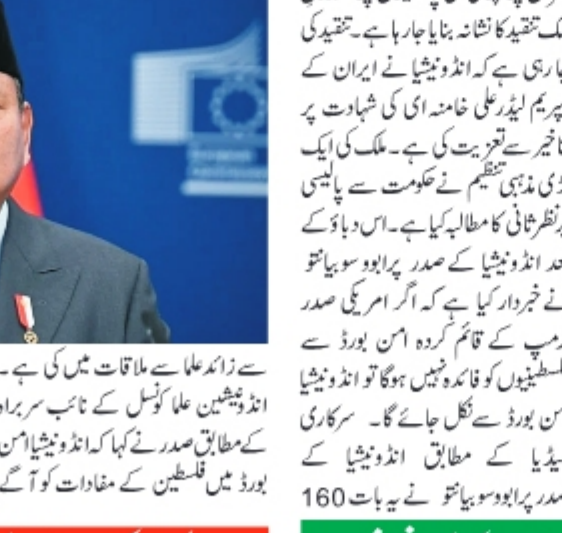 تنقید کا نشانہ بنایا جارہا ہے۔ تنقید کی
جا رہی ہے کہ انڈونیشیا نے ایران کے
سپریم لیڈر علی خامنہ ای کی شہادت پر
تاخیر سے تعزیت کی ہے۔ ملک کی ایک
بڑی مذہبی تنظیم نے حکومت سے پالیسی
پر نظر ثانی کا مطالبہ کیا ہے۔ اس دباؤ کے
بعد انڈونیشیا کے صدر پرابوو سوبیانتو
نے خبردار کیا ہے کہ اگر امریکی صدر
ٹرمپ کے قائم کردہ امن بورڈ سے
فلسطینیوں کو فائدہ نہیں ہوگا تو انڈونیشیا
امن بورڈ سے نکل جائے گا۔ سرکاری
میڈیا کے مطابق انڈونیشیا کے
صدر پرابوو سوبیانتو نے یہ بات 160
سے زائد علما سے ملاقات میں کی ہے۔
انڈونیشین علما کونسل کے نائب سربراہ
کے مطابق صدر نے کہا کہ انڈونیشیا امن
بورڈ میں فلسطین کے مفادات کو آگے